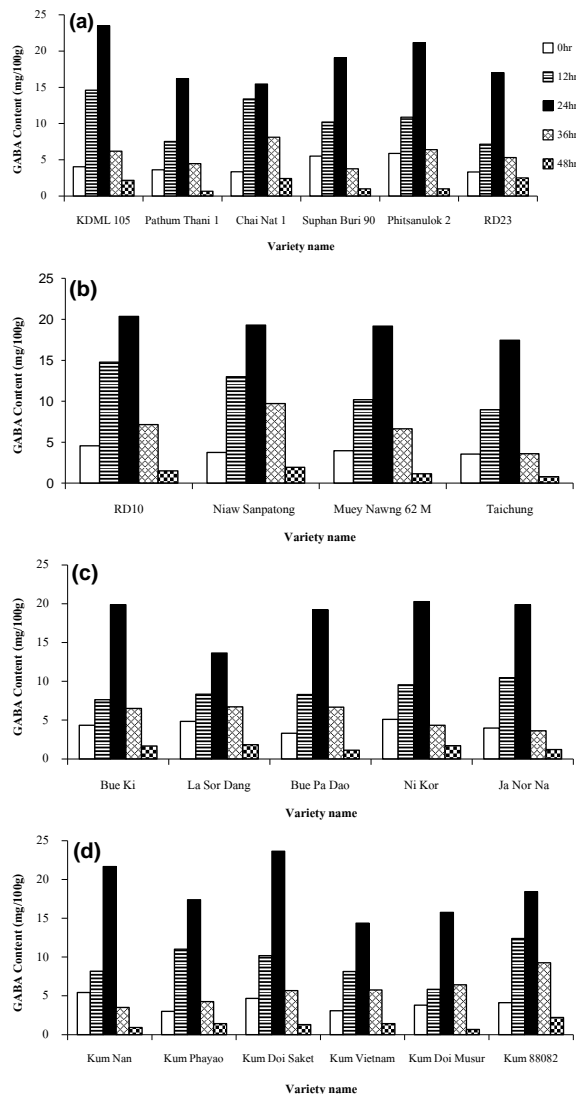 (a)
GABA Content (mg/100g)
25
20
15
10
5
0
0hr
12hr
24hr
36hr
48hr
KDML 105 Pathum Thani 1 Chai Nat 1 Suphan Buri 90 Phitsanulok 2 RD23
Variety name
(b)
GABA Content (mg/100g)
25
20
15
10
5
0
RD10 Niaw Sanpatong Muey Nawng 62 M Taichung
Variety name
(c)
GABA Content (mg/100g)
25
20
15
10
5
0
Bue Ki La Sor Dang Bue Pa Dao Ni Kor Ja Nor Na
Variety name
(d)
GABA Content (mg/100g)
25
20
15
10
5
0
Kum Nan Kum Phayao Kum Doi Saket Kum Vietnam Kum Doi Musur Kum 88082
Variety name